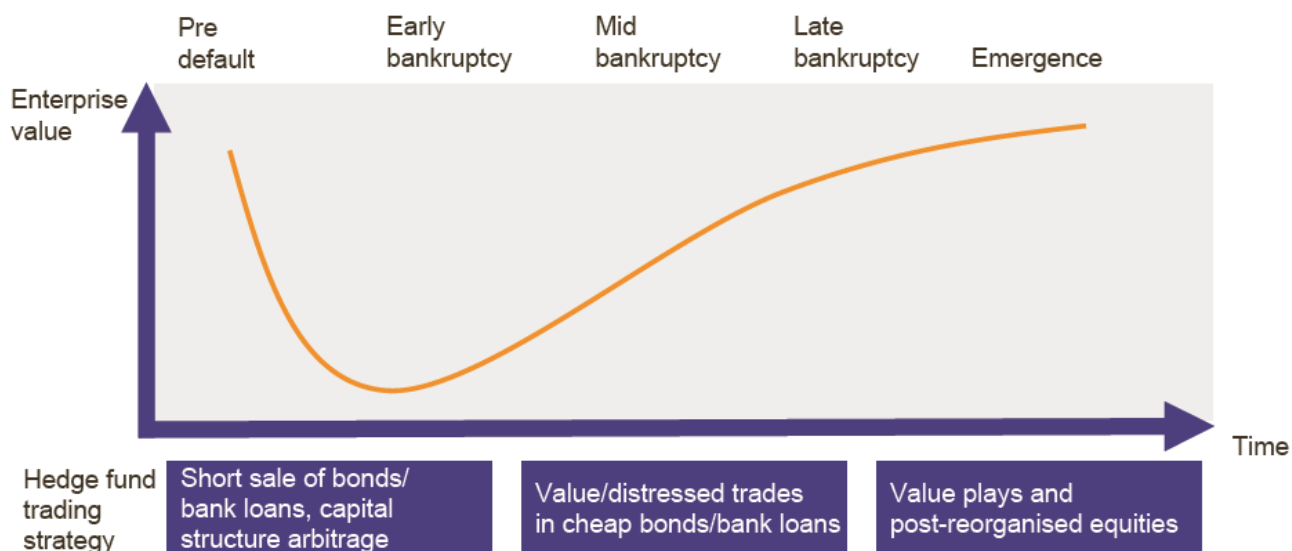 Pre
default
Early
bankruptcy
Mid
bankruptcy
Late
bankruptcy
Emergence
Enterprise
value
Time
Hedge fund
trading
strategy
Short sale of bonds/
bank loans, capital
structure arbitrage
Value/distressed trades
in cheap bonds/bank loans
Value plays and
post-reorganised equities